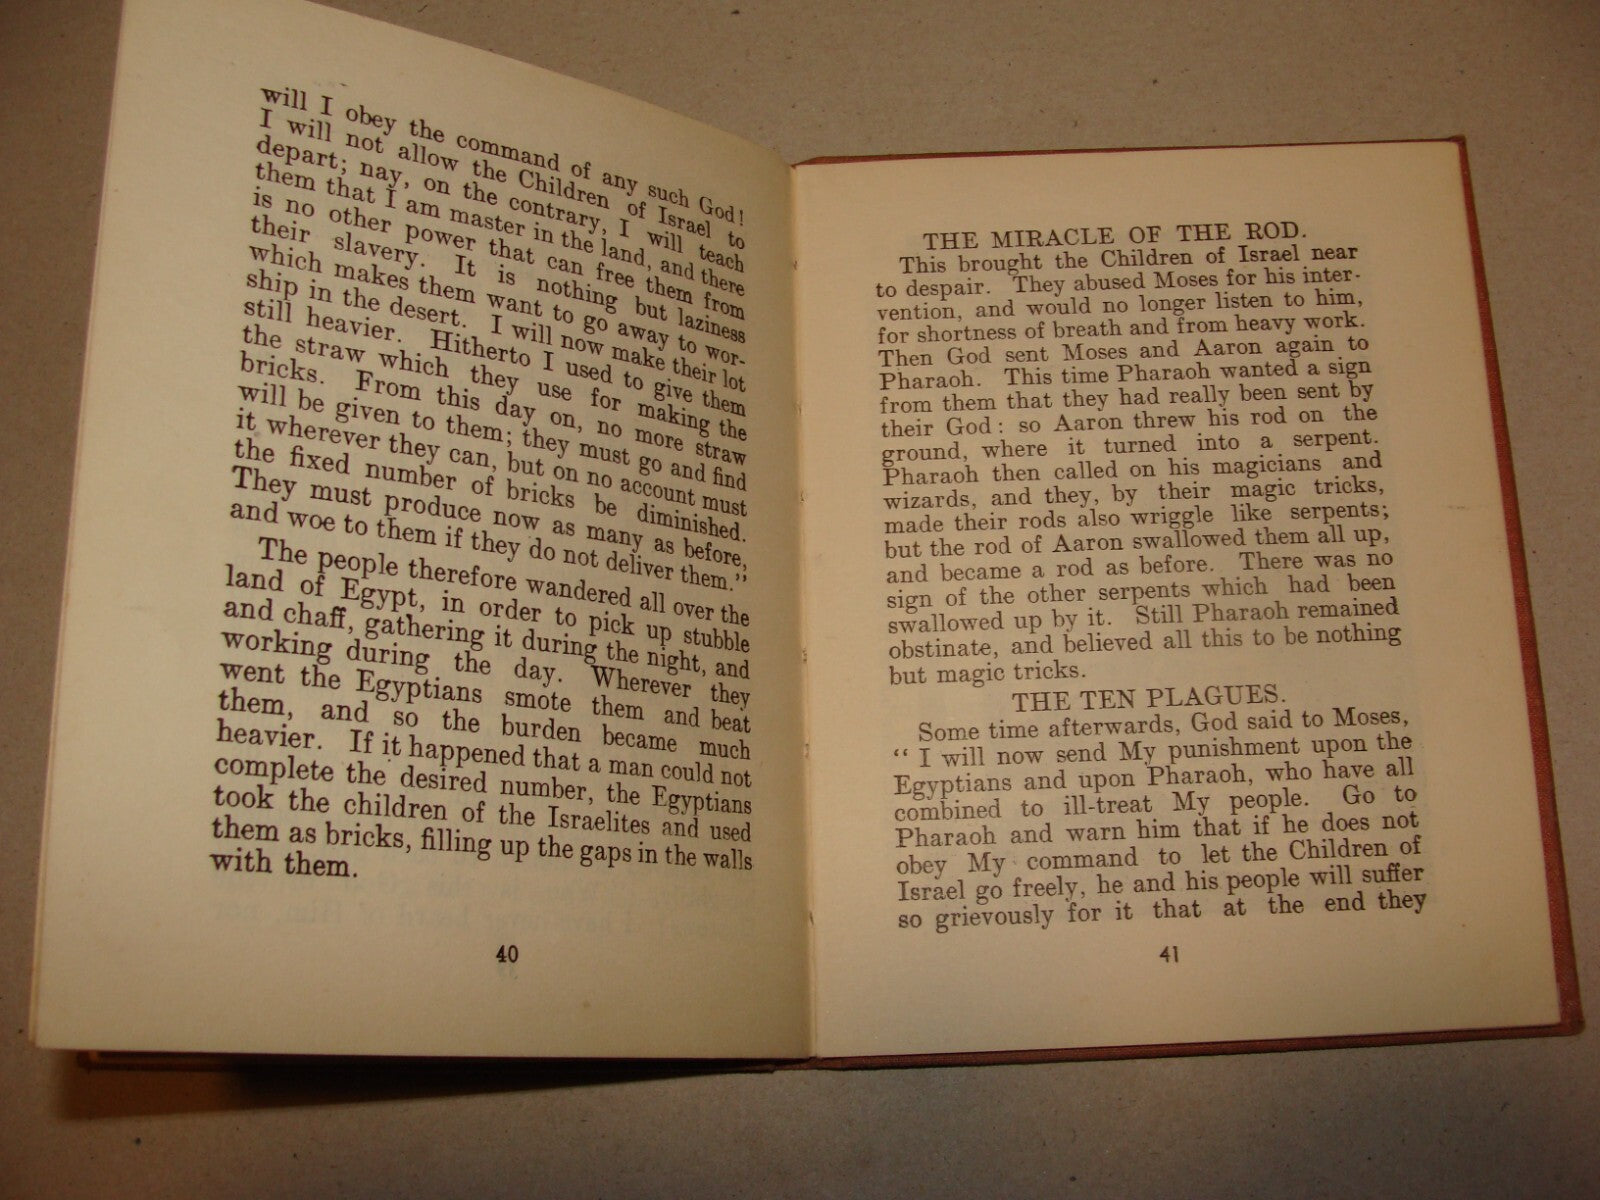 will I obey the command of any such God!
I will not allow the Children of Israel to
depart; nay, on the contrary, I will teach
them that I am master in the land, and there
is no other power that can free them from
their slavery. It is nothing but laziness
which makes them want to go away to wor-
ship in the desert. I will now make their lot
still heavier. Hitherto I used to give them
the straw which they use for making the
bricks. From this day on, no more straw
will be given to them; they must go and find
it wherever they can, but on no account must
the fixed number of bricks be diminished.
They must produce now as many as before,
and woe to them if they do not deliver them."
The people therefore wandered all over the
land of Egypt, in order to pick up stubble
and chaff, gathering it during the night, and
working during the day. Wherever they
went the Egyptians smote them and beat
them, and so the burden became much
heavier. If it happened that a man could not
complete the desired number, the Egyptians
took the children of the Israelites and used
them as bricks, filling up the gaps in the walls
with them.
40
THE MIRACLE OF THE ROD.
This brought the Children of Israel near
to despair. They abused Moses for his inter-
vention, and would no longer listen to him,
for shortness of breath and from heavy work.
Then God sent Moses and Aaron again to
Pharaoh. This time Pharaoh wanted a sign
from them that they had really been sent by
their God: so Aaron threw his rod on the
ground, where it turned into a serpent.
Pharaoh then called on his magicians and
wizards, and they, by their magic tricks,
made their rods also wriggle like serpents;
but the rod of Aaron swallowed them all up,
and became a rod as before. There was no
sign of the other serpents which had been
swallowed up by it. Still Pharaoh remained
obstinate, and believed all this to be nothing
but magic tricks.
THE TEN PLAGUES.
Some time afterwards, God said to Moses,
" I will now send My punishment upon the
Egyptians and upon Pharaoh, who have all
combined to ill-treat My people. Go to
Pharaoh and warn him that if he does not
obey My command to let the Children of
Israel go freely, he and his people will suffer
so grievously for it that at the end they
41